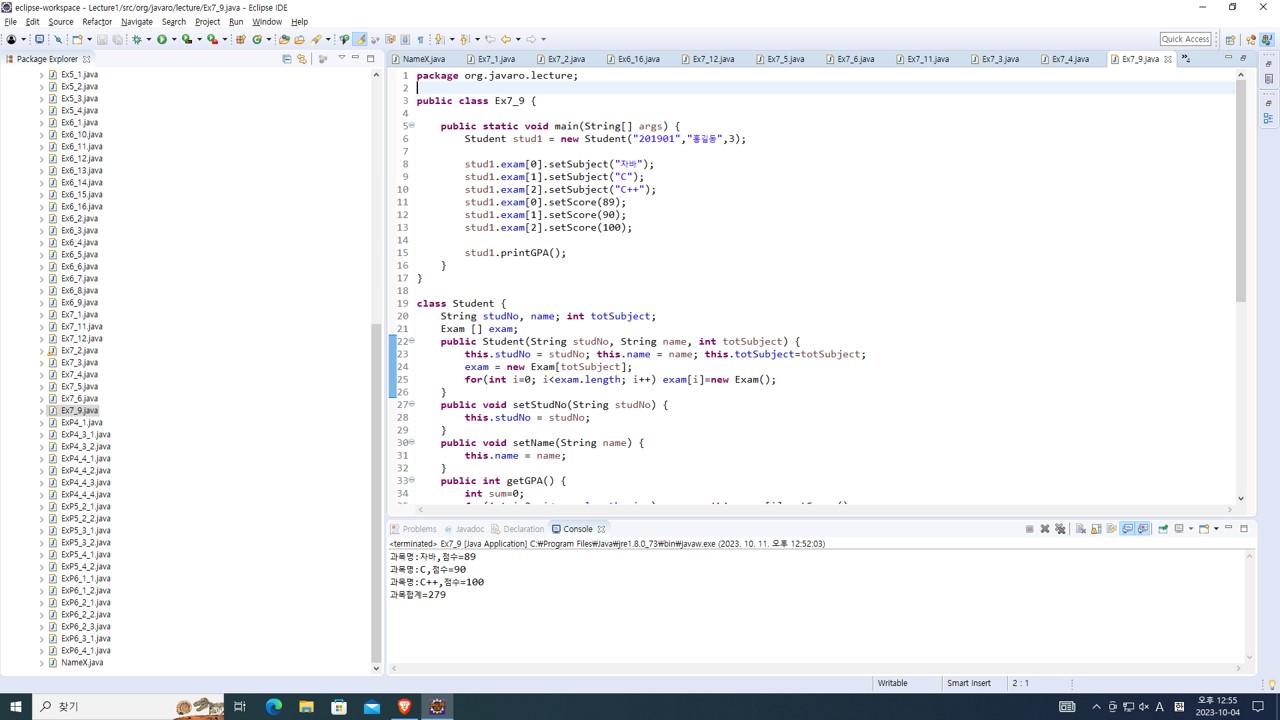 eclipse-workspace - Lecture1/src/org/javaro/lecture/Ex7_9.java - Eclipse IDE
File Edit Source Refactor Navigate Search Project Run Window Help
Quick Access
Package Explorer
Ex5_1.java
Ex5_2.java
Ex5_3.java
Ex5_4.java
Ex6_1.java
Ex6_10.java
Ex6_11.java
Ex6_12.java
Ex6_13.java
Ex6_14.java
Ex6_15.java
Ex6_16.java
Ex6_2.java
Ex6_3.java
Ex6_4.java
Ex6_5.java
Ex6_6.java
Ex6_7.java
Ex6_8.java
Ex6_9.java
Ex7_1.java
Ex7_11.java
Ex7_12.java
Ex7_2.java
Ex7_3.java
Ex7_4.java
Ex7_5.java
Ex7_6.java
Ex7_9.java
ExP4_1.java
ExP4_3_1.java
ExP4_3_2.java
ExP4_4_1.java
ExP4_4_2.java
ExP4_4_3.java
ExP4_4_4.java
ExP5_2_1.java
ExP5_2_2.java
ExP5_3_1.java
ExP5_3_2.java
ExP5_4_1.java
ExP5_4_2.java
ExP6_1_1.java
ExP6_1_2.java
ExP6_2_1.java
ExP6_2_2.java
ExP6_2_3.java
ExP6_3_1.java
ExP6_4_1.java
NameX.java
NameX.java Ex7_1.java Ex7_2.java Ex6_16.java Ex7_12.java Ex7_5.java Ex7_6.java Ex7_11.java Ex7_3.java Ex7_4.java Ex7_9.java
1 package org.javaro.lecture;
2
3 public class Ex7_9 {
4
5 public static void main(String[] args) {
6 Student stud1 = new Student("201901","홍길동",3);
7
8 stud1.exam[0].setSubject("자바");
9 stud1.exam[1].setSubject("C");
10 stud1.exam[2].setSubject("C++");
11 stud1.exam[0].setScore(89);
12 stud1.exam[1].setScore(90);
13 stud1.exam[2].setScore(100);
14
15 stud1.printGPA();
16 }
17 }
18
19 class Student {
20 String studNo, name; int totSubject;
21 Exam [] exam;
22 public Student(String studNo, String name, int totSubject) {
23 this.studNo = studNo; this.name = name; this.totSubject=totSubject;
24 exam = new Exam[totSubject];
25 for(int i=0; i<exam.length; i++) exam[i]=new Exam();
26 }
27 public void setStudNo(String studNo) {
28 this.studNo = studNo;
29 }
30 public void setName(String name) {
31 this.name = name;
32 }
33 public int getGPA() {
34 int sum=0;
Problems Javadoc Declaration Console
<terminated> Ex7_9 [Java Application] C:₩Program Files₩Java₩jre1.8.0_73₩bin₩javaw.exe (2023. 10. 11. 오후 12:52:03)
과목명:자바,점수=89
과목명:C,점수=90
과목명:C++,점수=100
과목합계=279
Writable Smart Insert 2 : 1
찾기
A 오후 12:55
2023-10-04